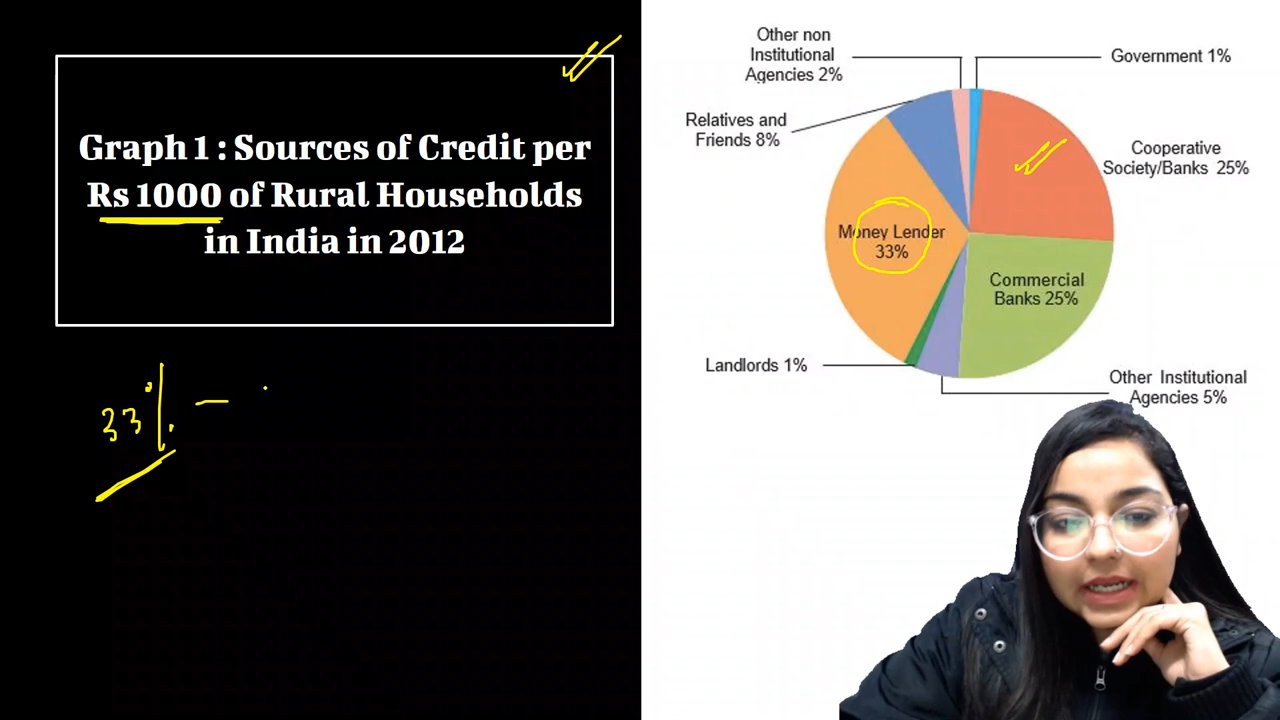 Graph 1 : Sources of Credit per
Rs 1000 of Rural Households
in India in 2012
33% -
Other non
Institutional
Agencies 2%
Government 1%
Relatives and
Friends 8%
Cooperative
Society/Banks 25%
Money Lender
33%
Commercial
Banks 25%
Landlords 1%
Other Institutional
Agencies 5%